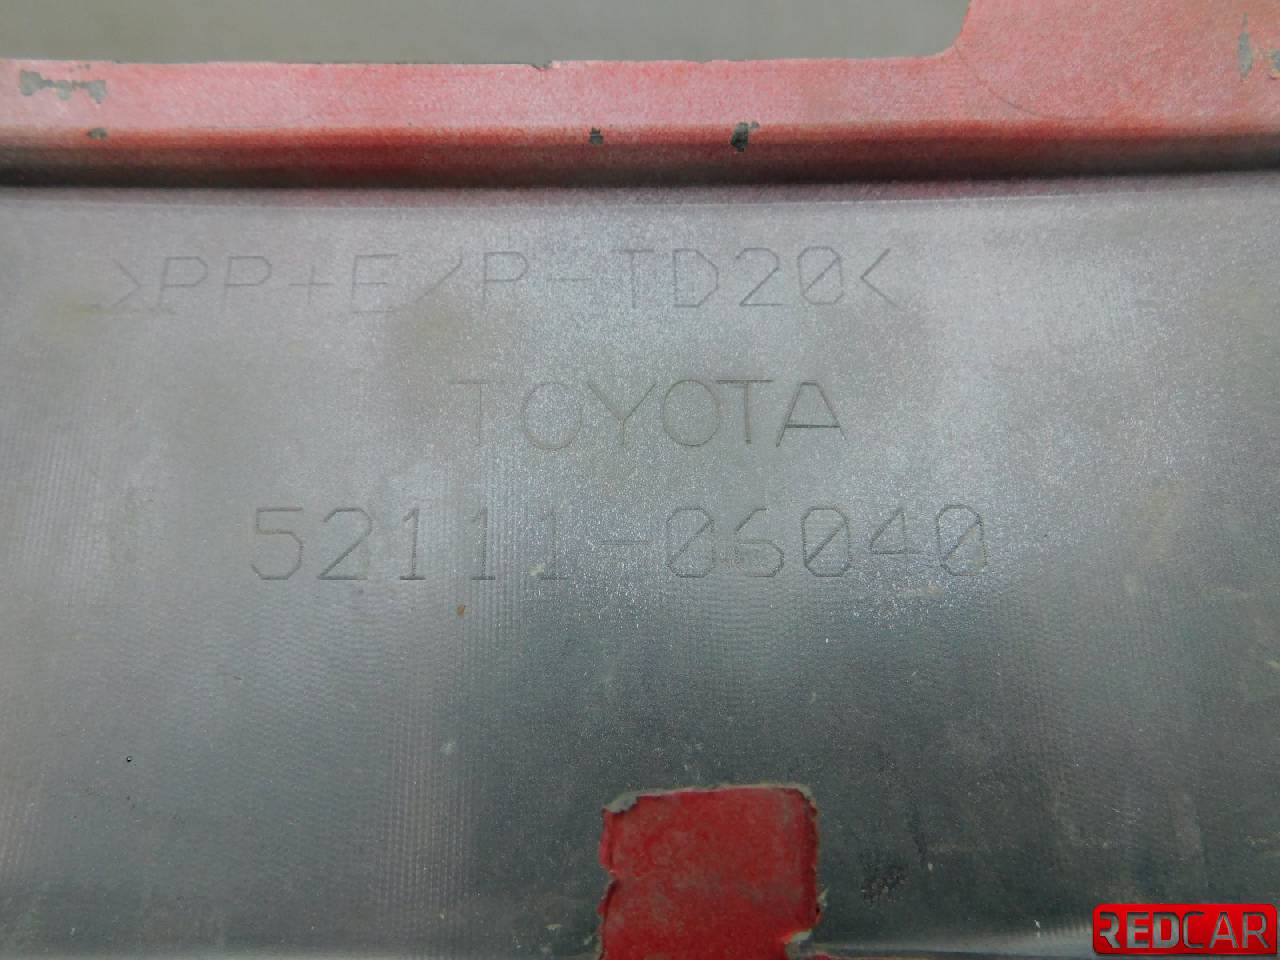 >PP+E/P-TD20<
TOYOTA
52111-06040
REDCAR